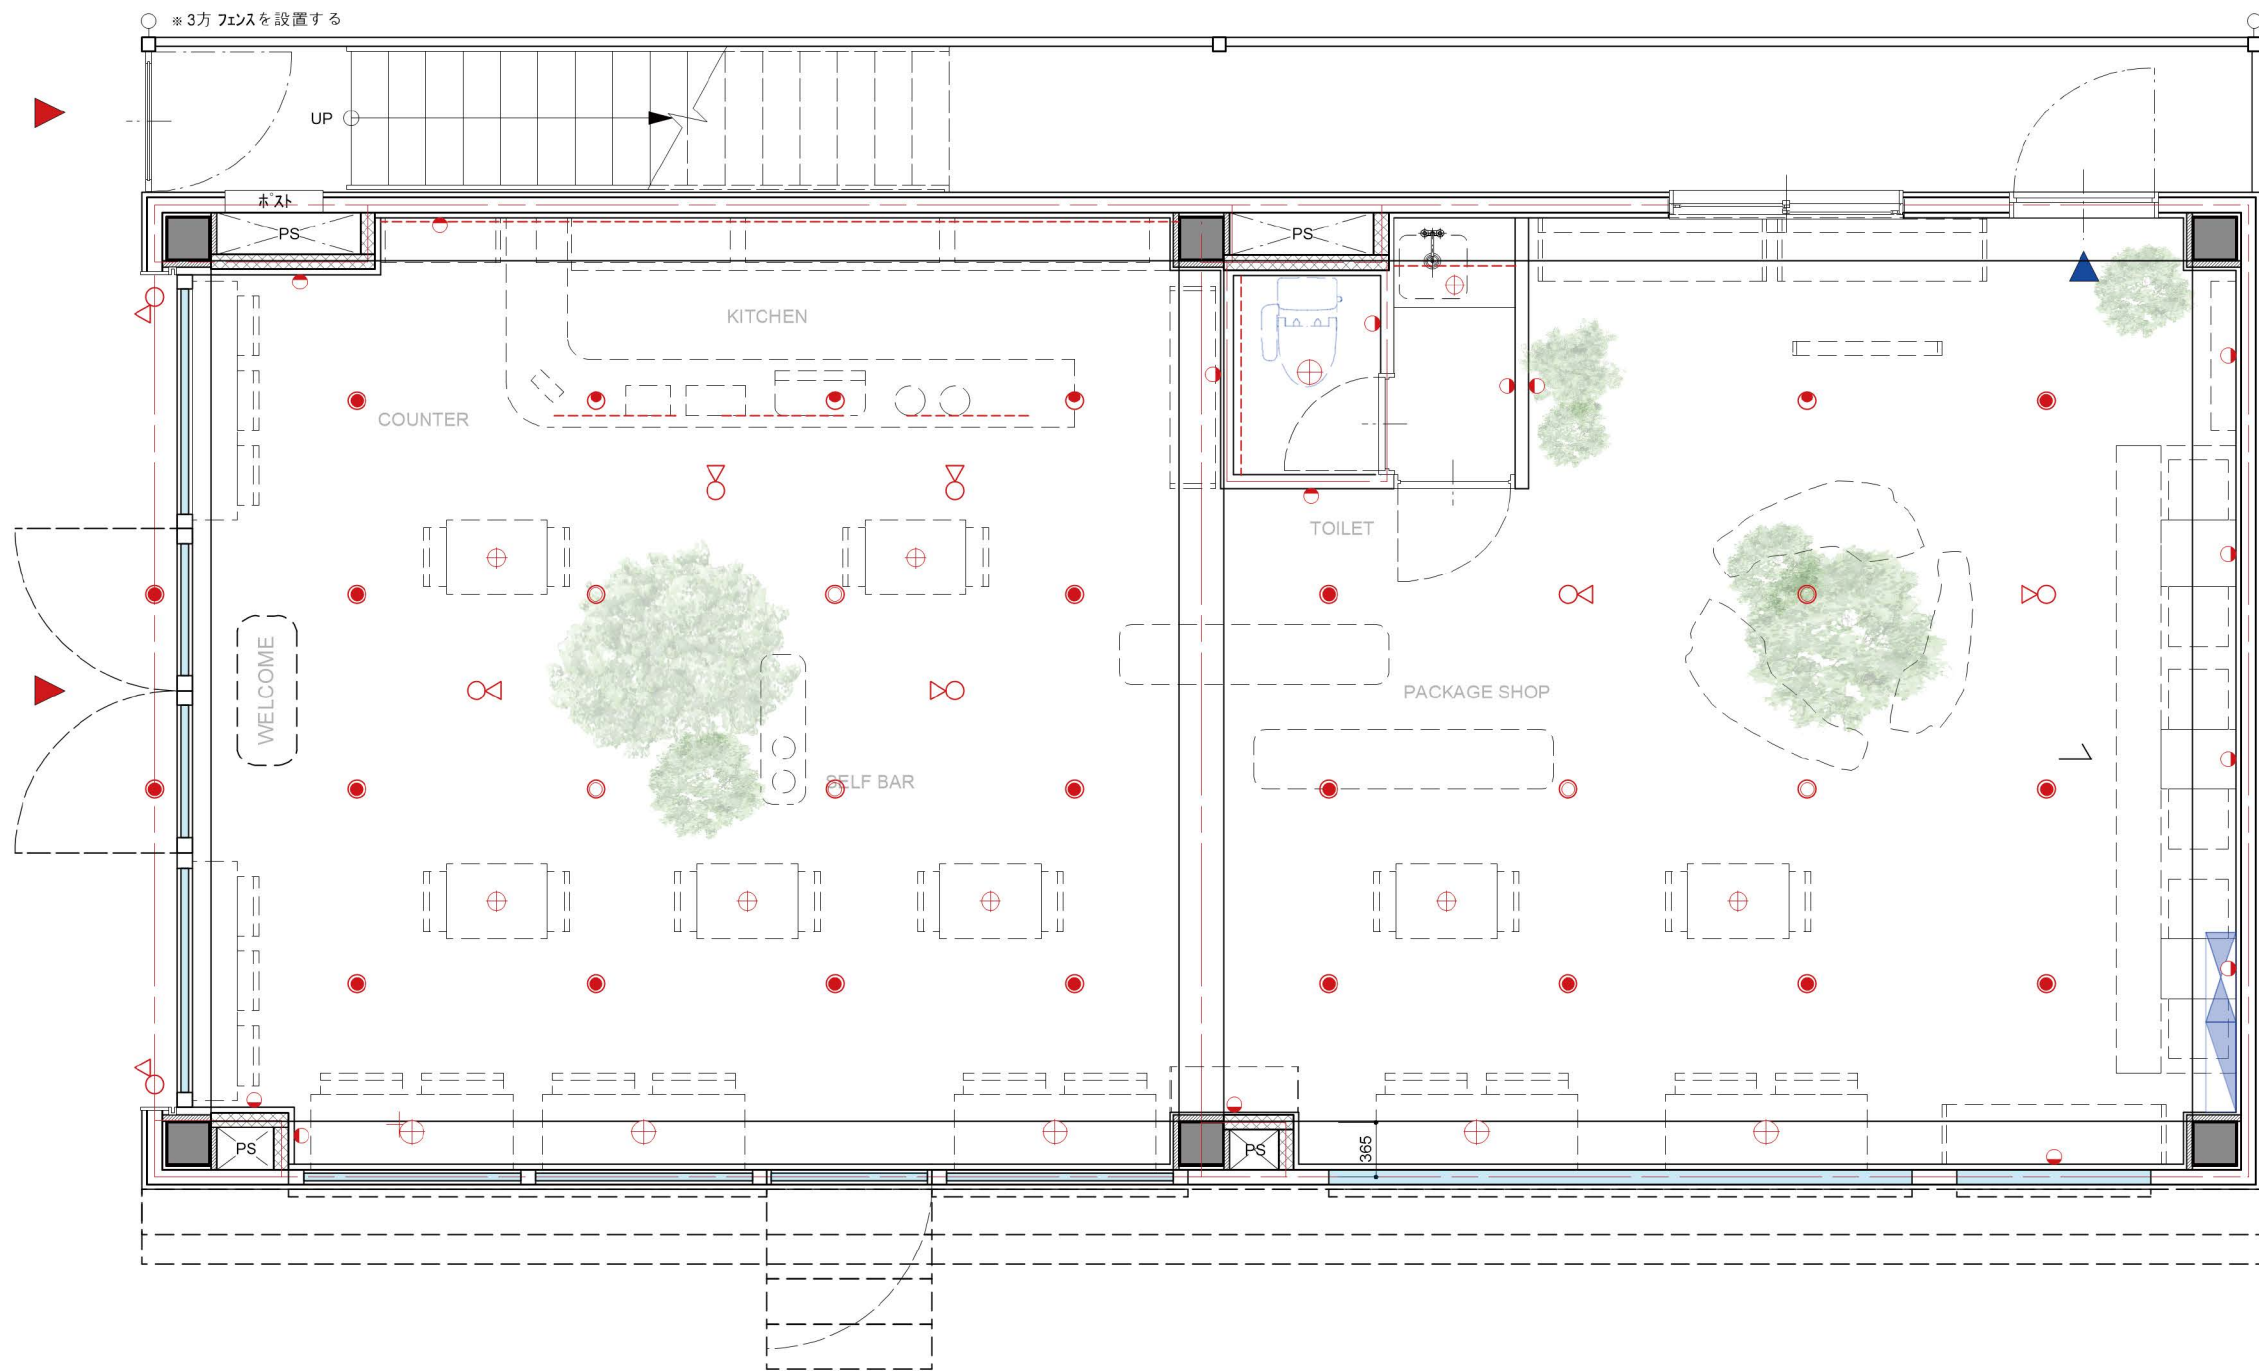 ※3方 フェンスを設置する
UP
ポスト
PS
PS
KITCHEN
COUNTER
TOILET
WELCOME
PACKAGE SHOP
SELF BAR
PS
PS
365